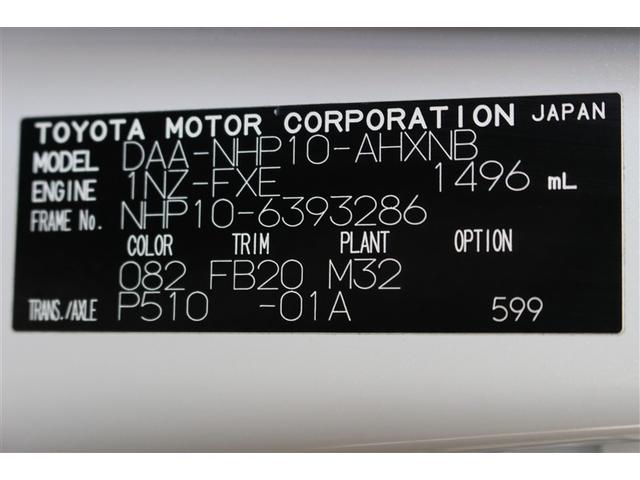 TOYOTA MOTOR CORPORATION JAPAN
MODEL DAA-NHP10-AHXNB
ENGINE 1NZ-FXE 1496 mL
FRAME No. NHP10-6393286
COLOR TRIM PLANT OPTION
082 FB20 M32
TRANS./AXLE P510 -01A 599